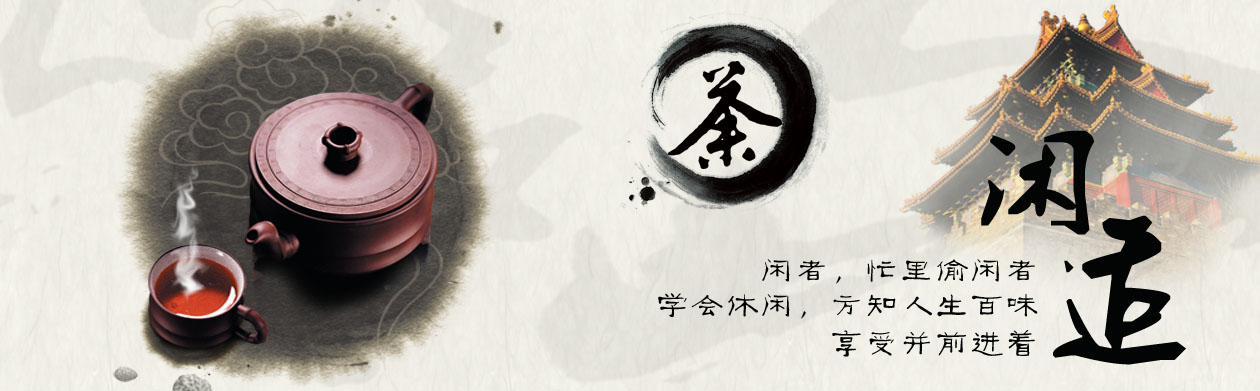 茶
闲适
闲者，忙里偷闲者
学会休闲，方知人生百味
享受并前进着